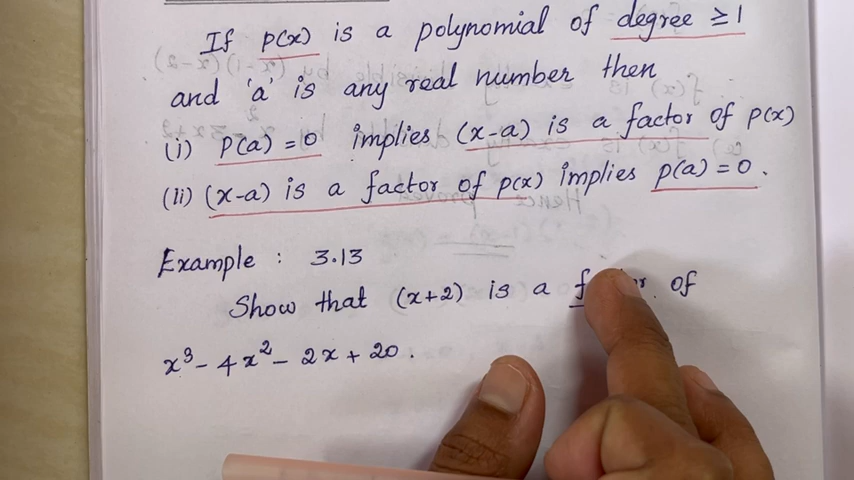 If p(x) is a polynomial of degree ≥ 1
and 'a' is any real number then
(i) p(a) = 0 implies (x-a) is a factor of p(x)
(ii) (x-a) is a factor of p(x) implies p(a) = 0.
Example : 3.13
Show that (x+2) is a of
x³ - 4x² - 2x + 20.